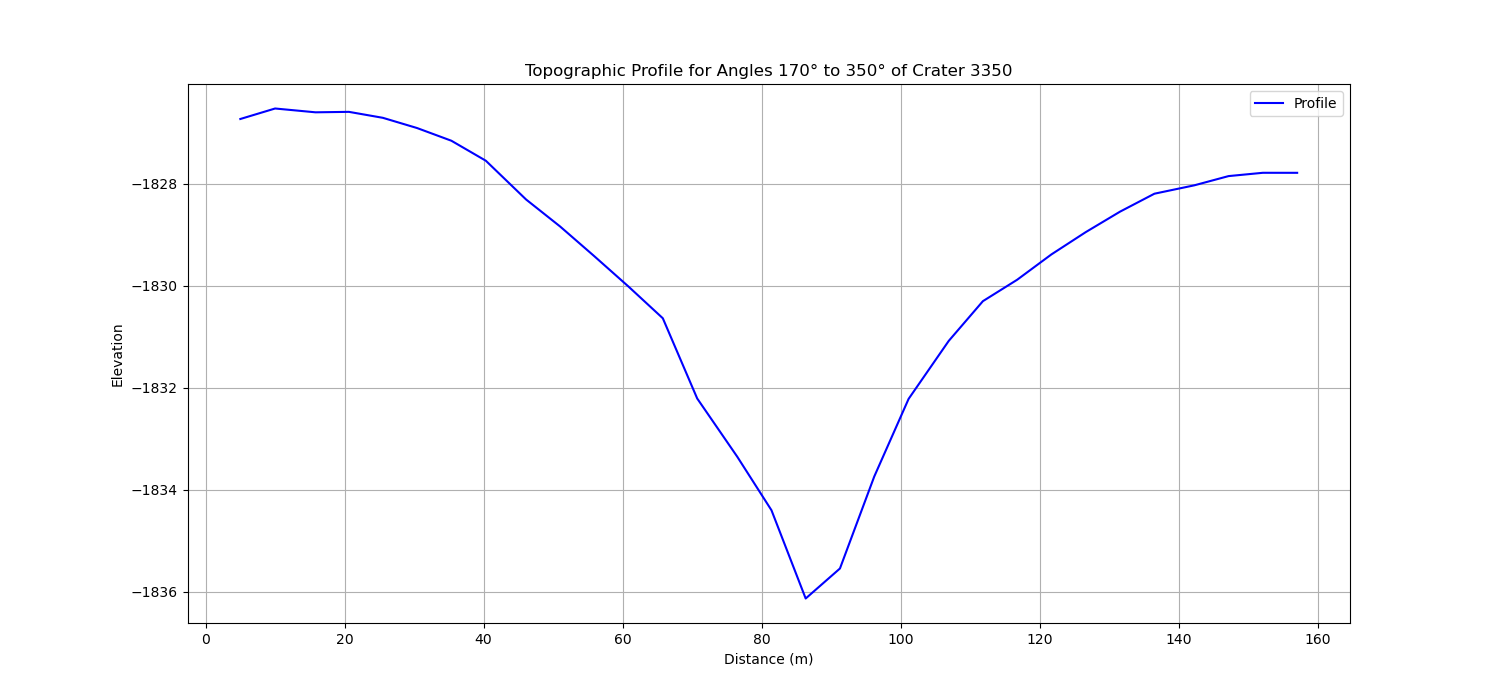 Topographic Profile for Angles 170° to 350° of Crater 3350
Profile
Elevation
−1828
−1830
−1832
−1834
−1836
0 20 40 60 80 100 120 140 160
Distance (m)